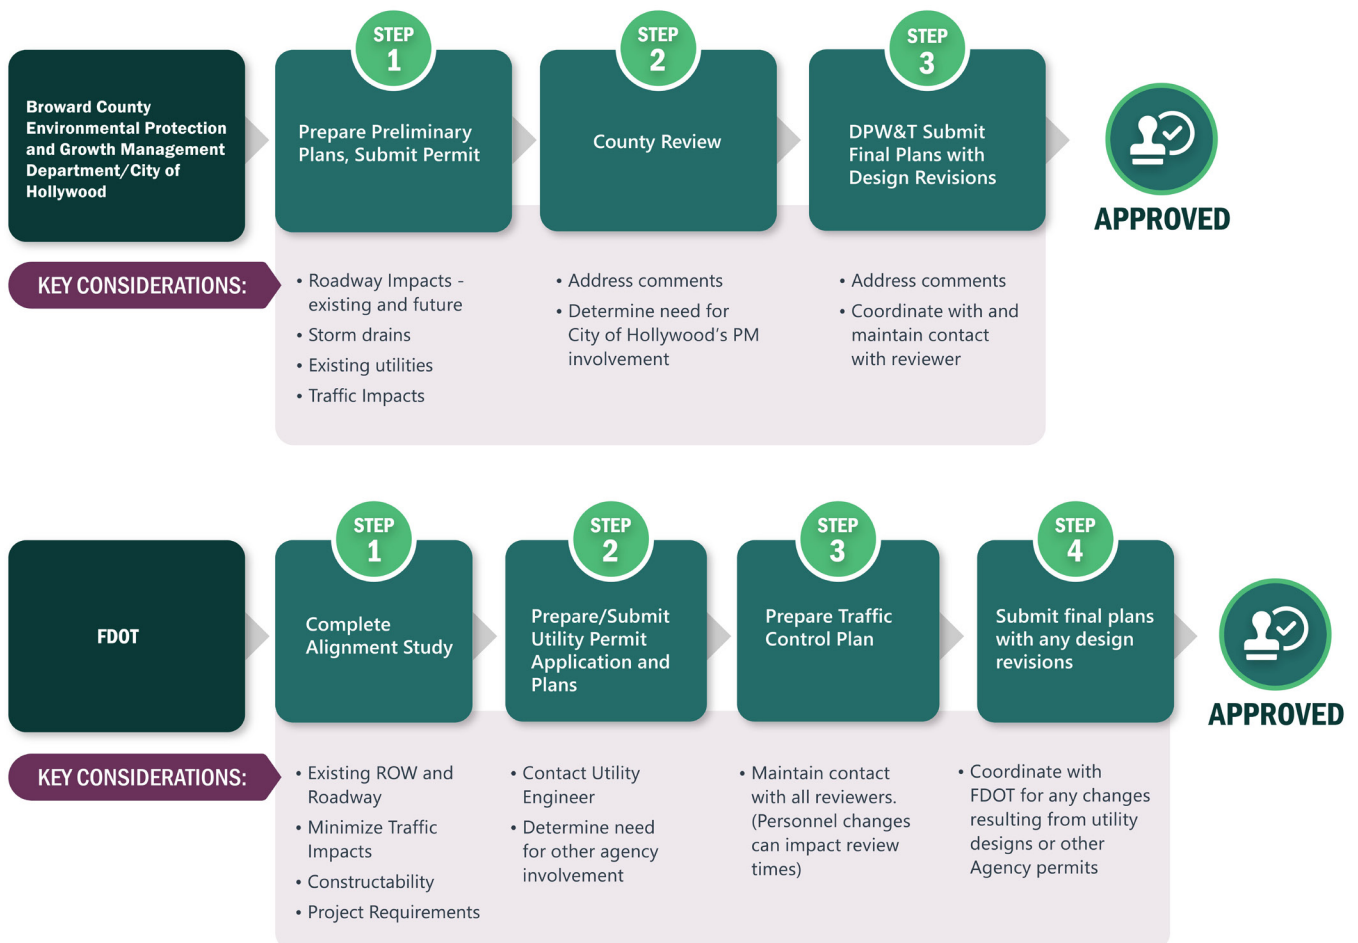 Broward County
Environmental Protection
and Growth Management
Department/City of
Hollywood
STEP
1
Prepare Preliminary
Plans, Submit Permit
STEP
2
County Review
STEP
3
DPW&T Submit
Final Plans with
Design Revisions
APPROVED
KEY CONSIDERATIONS:
• Roadway Impacts -
existing and future
• Storm drains
• Existing utilities
• Traffic Impacts
• Address comments
• Determine need for
City of Hollywood's PM
involvement
• Address comments
• Coordinate with and
maintain contact
with reviewer
FDOT
STEP
1
Complete
Alignment Study
STEP
2
Prepare/Submit
Utility Permit
Application and
Plans
STEP
3
Prepare Traffic
Control Plan
STEP
4
Submit final plans
with any design
revisions
APPROVED
KEY CONSIDERATIONS:
• Existing ROW and
Roadway
• Minimize Traffic
Impacts
• Constructability
• Project Requirements
• Contact Utility
Engineer
• Determine need
for other agency
involvement
• Maintain contact
with all reviewers.
(Personnel changes
can impact review
times)
• Coordinate with
FDOT for any changes
resulting from utility
designs or other
Agency permits